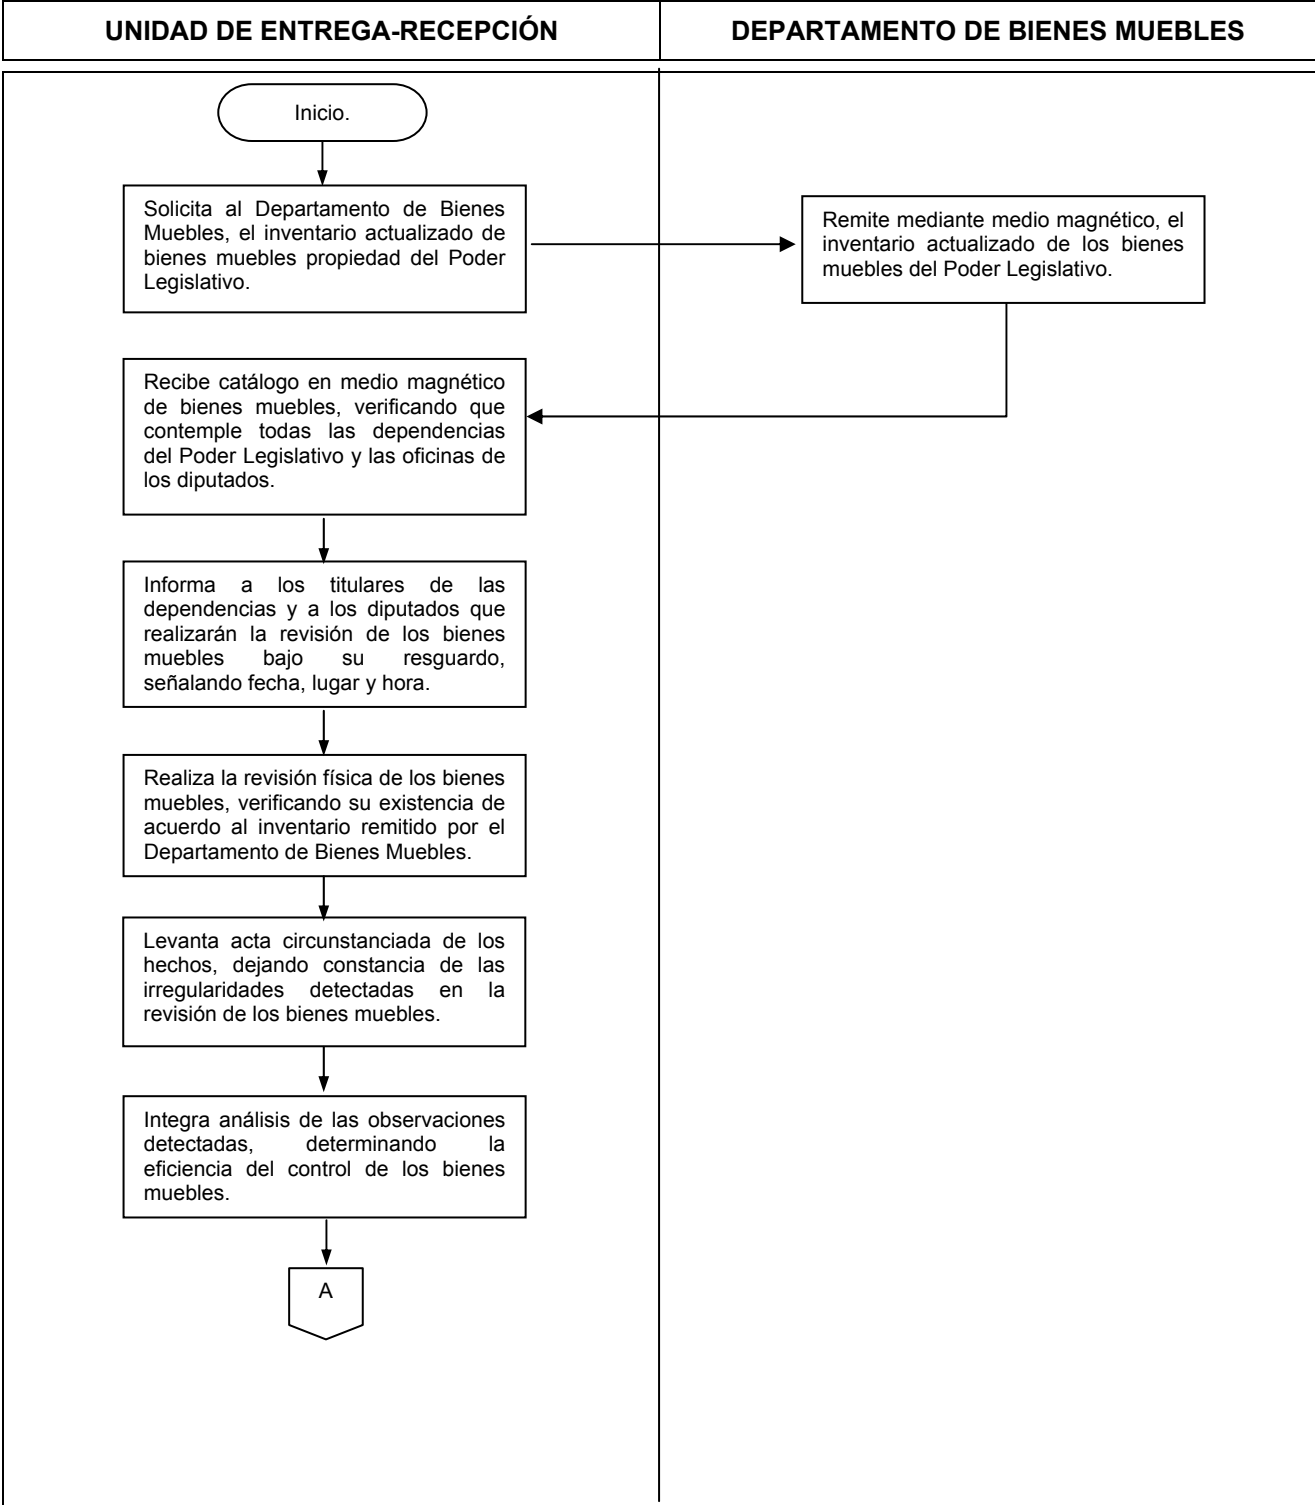 UNIDAD DE ENTREGA-RECEPCIÓN
DEPARTAMENTO DE BIENES MUEBLES
Inicio.
Solicita al Departamento de Bienes
Muebles, el inventario actualizado de
bienes muebles propiedad del Poder
Legislativo.
Remite mediante medio magnético, el
inventario actualizado de los bienes
muebles del Poder Legislativo.
Recibe catálogo en medio magnético
de bienes muebles, verificando que
contemple todas las dependencias
del Poder Legislativo y las oficinas de
los diputados.
Informa a los titulares de las
dependencias y a los diputados que
realizarán la revisión de los bienes
muebles bajo su resguardo,
señalando fecha, lugar y hora.
Realiza la revisión física de los bienes
muebles, verificando su existencia de
acuerdo al inventario remitido por el
Departamento de Bienes Muebles.
Levanta acta circunstanciada de los
hechos, dejando constancia de las
irregularidades detectadas en la
revisión de los bienes muebles.
Integra análisis de las observaciones
detectadas, determinando la
eficiencia del control de los bienes
muebles.
A